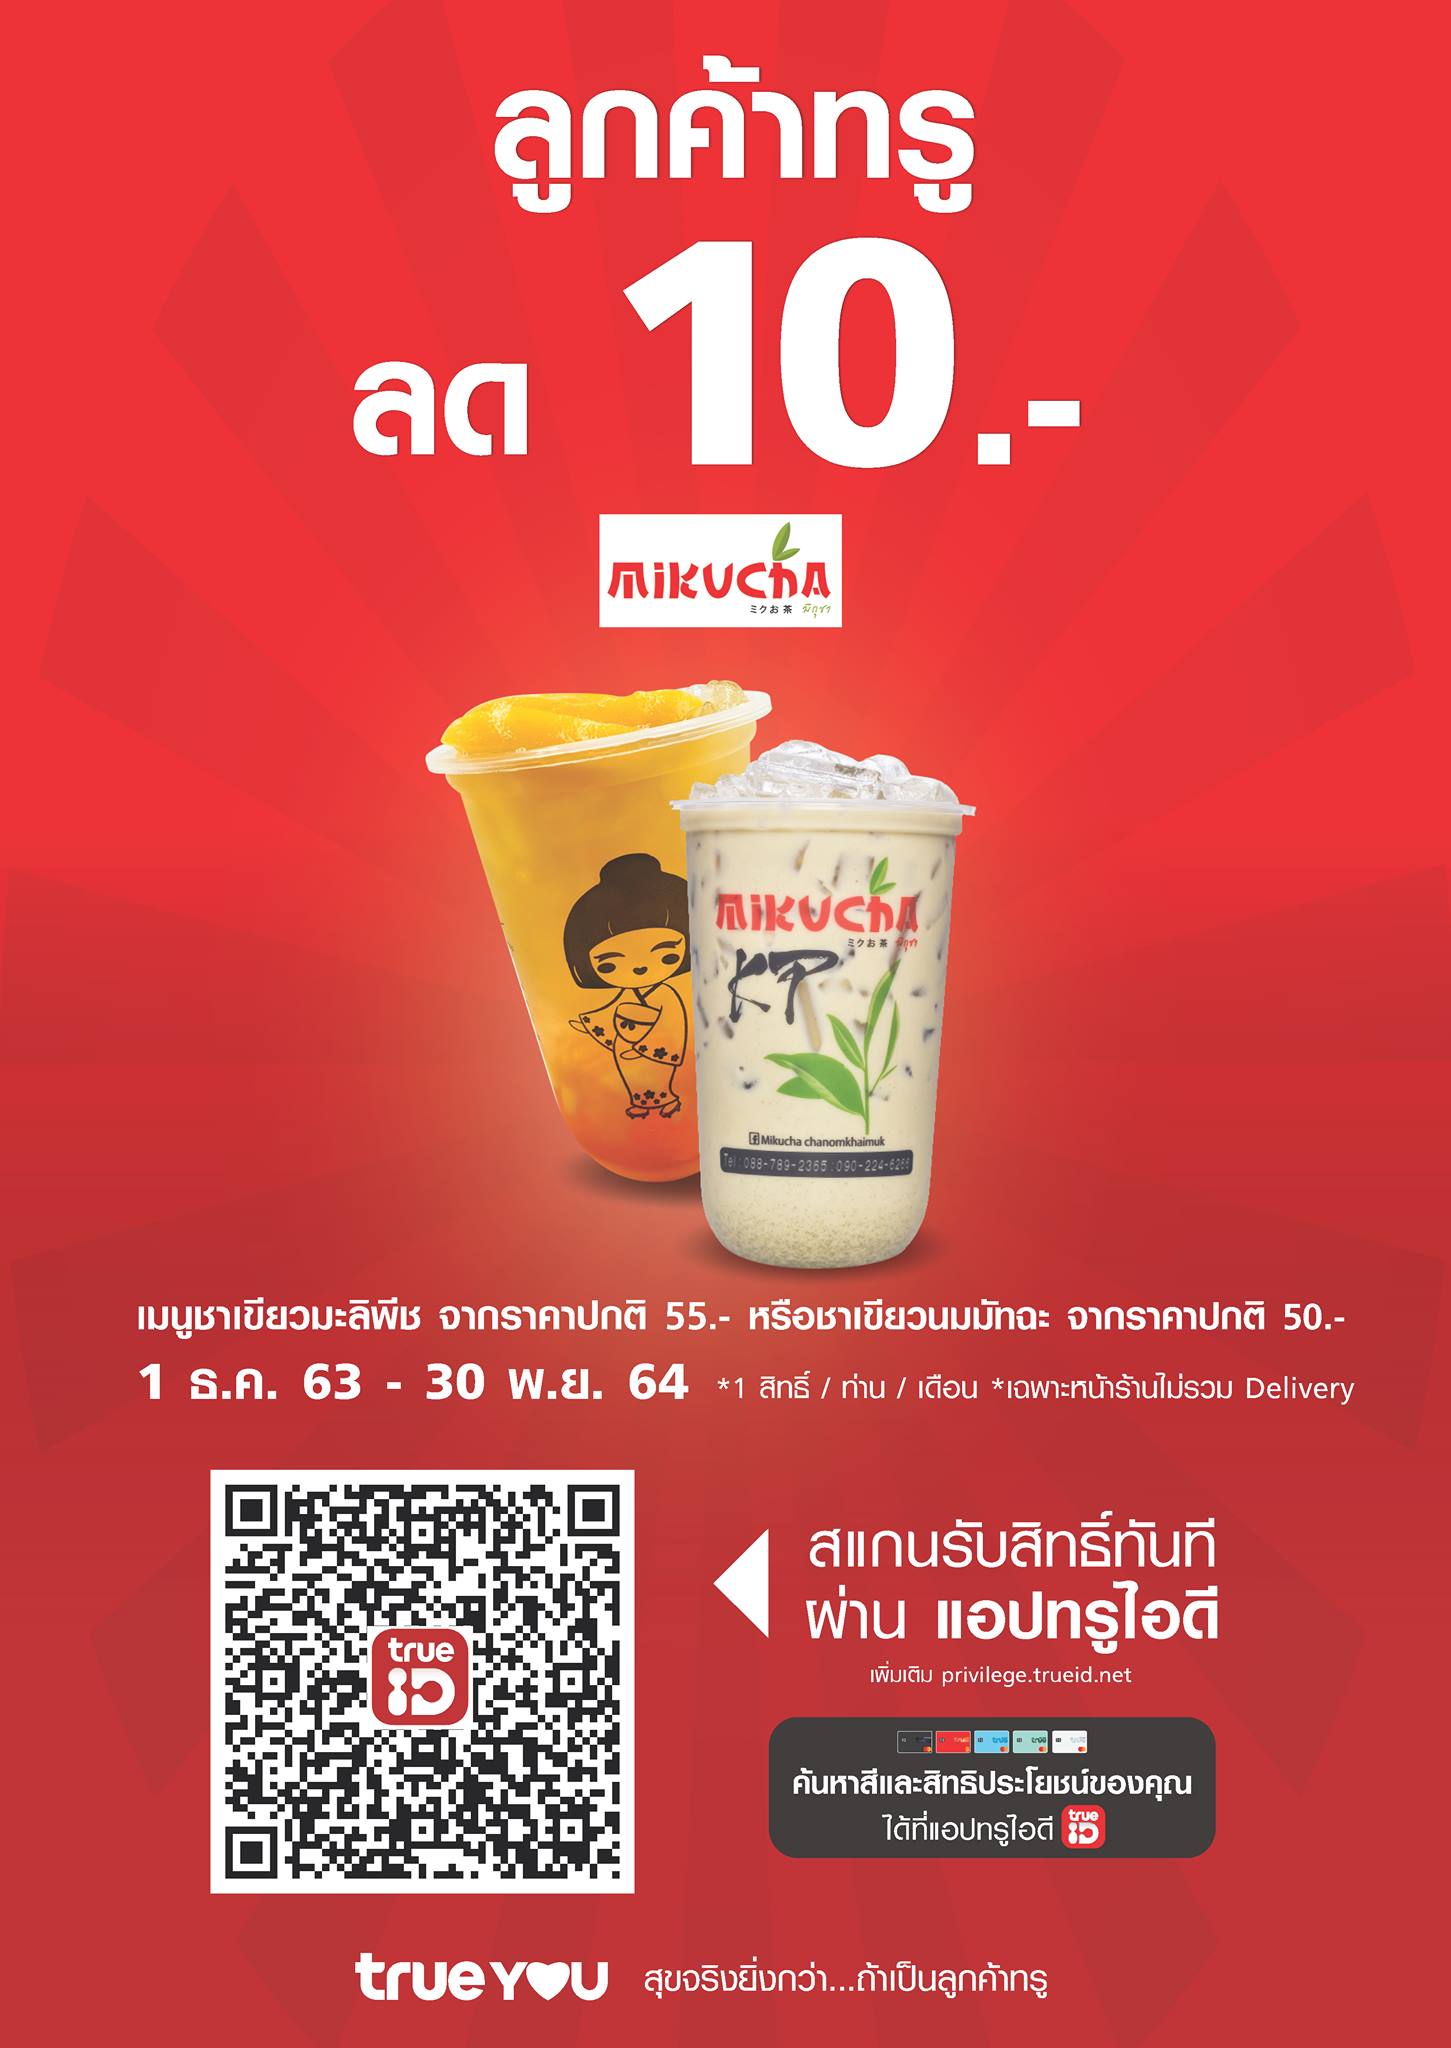 ลูกค้าทรู
ลด 10.-
MiKUChA
ミクお茶 มิกุชา
MiKUChA
ミクお茶 มิกุชา
KT
Mikucha chanomkhaimuk
Tel : 088-789-2365 : 090-224-6266
เมนูชาเขียวมะลิพีช จากราคาปกติ 55.- หรือชาเขียวนมมัทฉะ จากราคาปกติ 50.-
1 ธ.ค. 63 - 30 พ.ย. 64 *1 สิทธิ์ / ท่าน / เดือน *เฉพาะหน้าร้านไม่รวม Delivery
true iD
สแกนรับสิทธิ์ทันที
ผ่าน แอปทรูไอดี
เพิ่มเติม privilege.trueid.net
ค้นหาสีและสิทธิประโยชน์ของคุณ
ได้ที่แอปทรูไอดี true iD
trueYOU สุขจริงยิ่งกว่า...ถ้าเป็นลูกค้าทรู